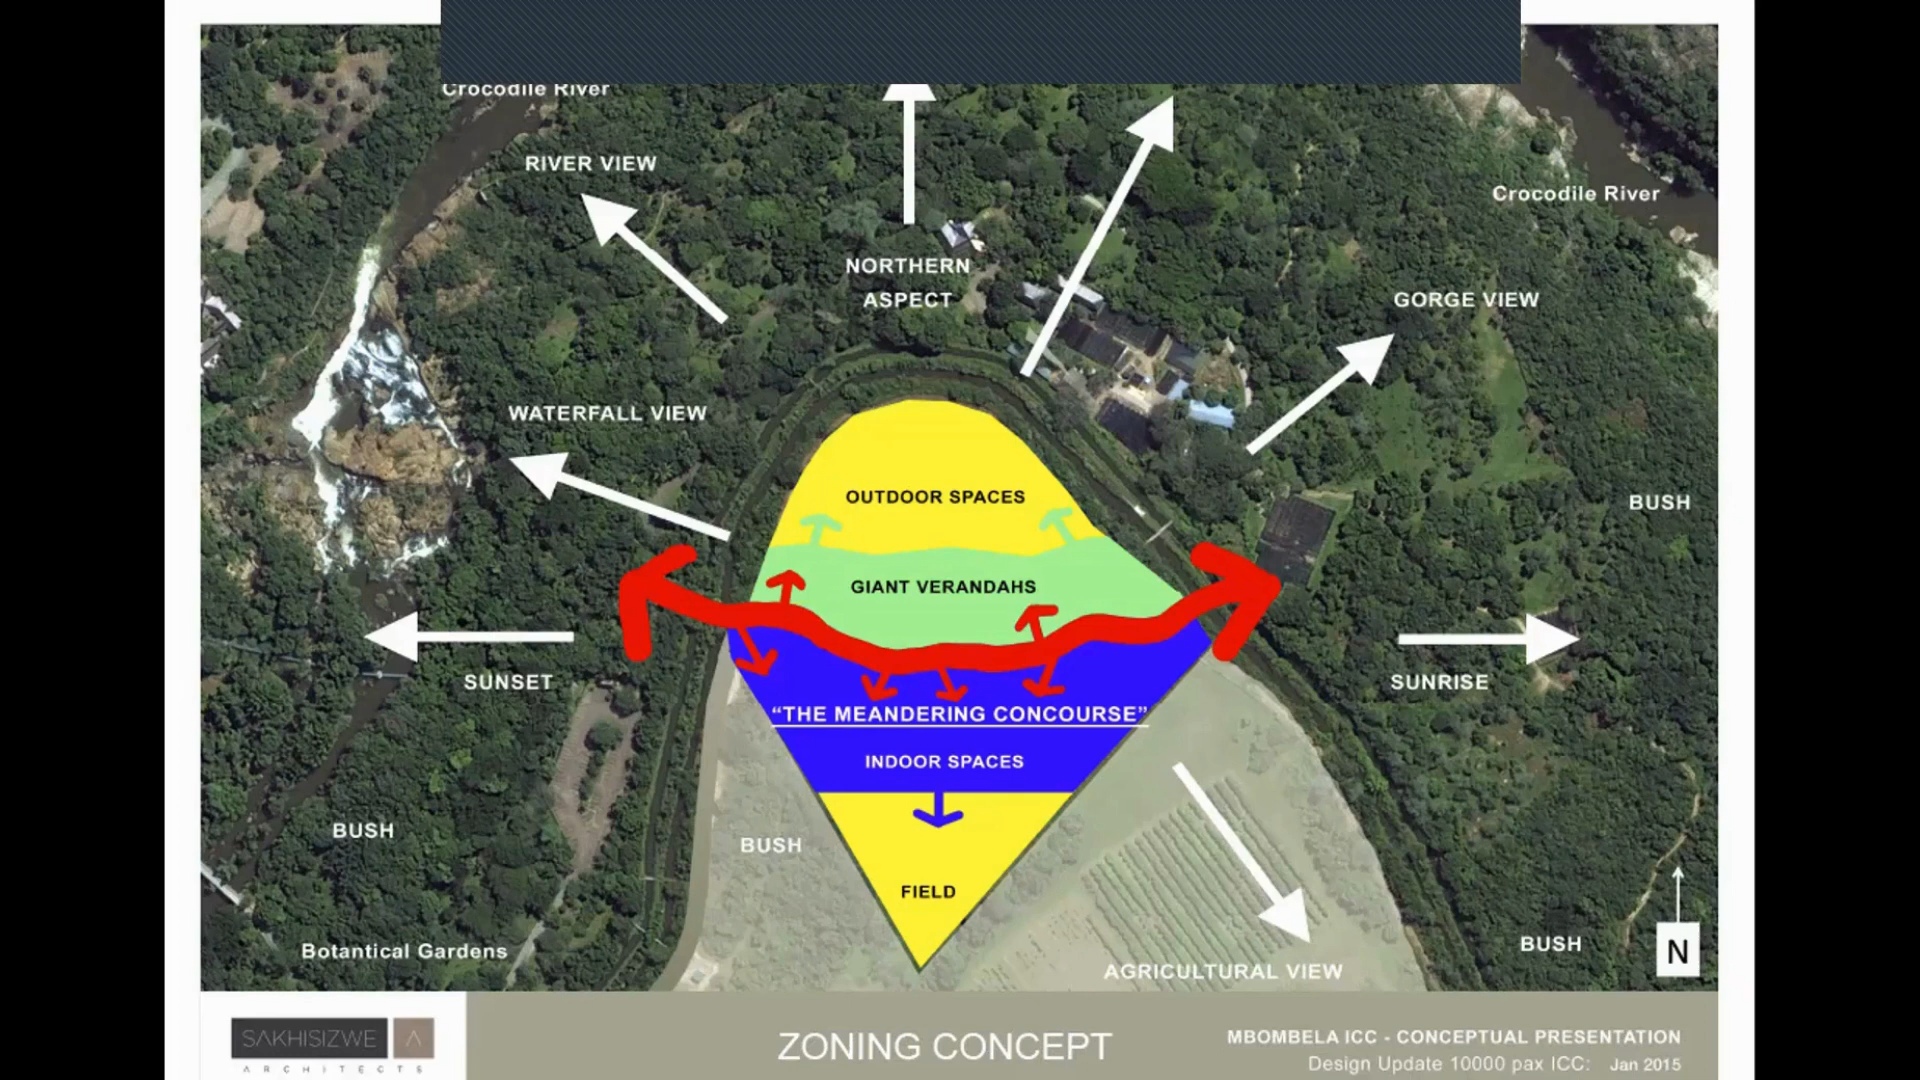 Crocodile River
RIVER VIEW
Crocodile River
NORTHERN
ASPECT
GORGE VIEW
WATERFALL VIEW
OUTDOOR SPACES
BUSH
GIANT VERANDAHS
SUNSET
SUNRISE
“THE MEANDERING CONCOURSE”
INDOOR SPACES
BUSH
BUSH
FIELD
Botantical Gardens
BUSH
N
AGRICULTURAL VIEW
SAKHISIZWE A
ARCHITECTS
ZONING CONCEPT
MBOMBELA ICC - CONCEPTUAL PRESENTATION
Design Update 10000 pax ICC: Jan 2015